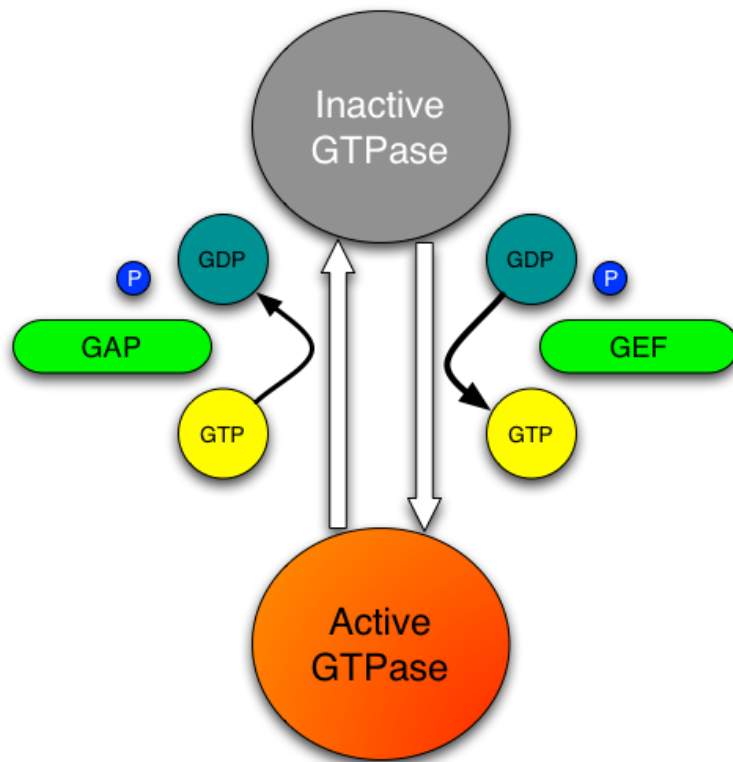 Inactive
GTPase
GDP
P
GAP
GTP
GDP
P
GEF
GTP
Active
GTPase